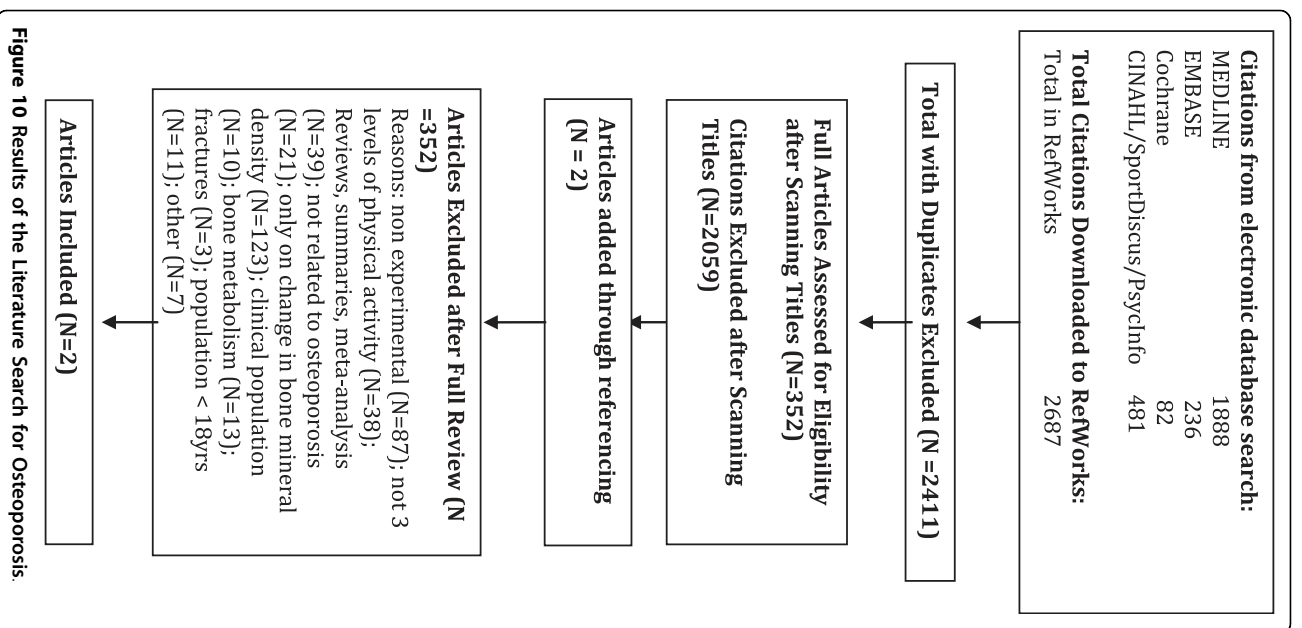 Citations from electronic database search:
MEDLINE 1888
EMBASE 236
Cochrane 82
CINAHL/SportDiscus/PsycInfo 481
Total Citations Downloaded to RefWorks:
Total in RefWorks 2687
Total with Duplicates Excluded (N =2411)
Full Articles Assessed for Eligibility
after Scanning Titles (N=352)
Citations Excluded after Scanning
Titles (N=2059)
Articles added through referencing
(N = 2)
Articles Excluded after Full Review (N
=352)
Reasons: non experimental (N=87); not 3
levels of physical activity (N=38);
Reviews, summaries, meta-analysis
(N=39); not related to osteoporosis
(N=21); only on change in bone mineral
density (N=123); clinical population
(N=10); bone metabolism (N=13);
fractures (N=3); population < 18yrs
(N=11); other (N=7)
Articles Included (N=2)
Figure 10 Results of the Literature Search for Osteoporosis.